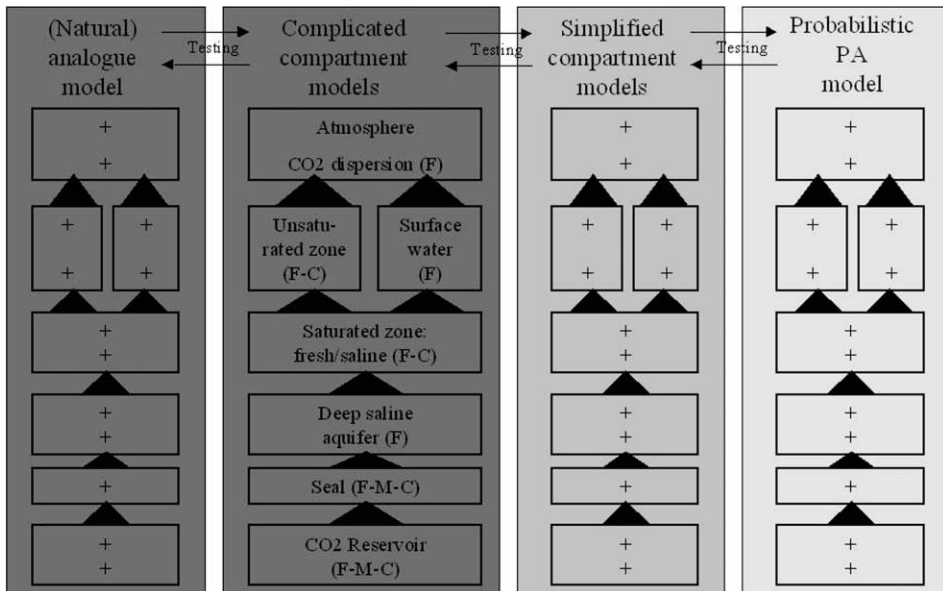 (Natural)
analogue
model
Testing
Complicated
compartment
models
Testing
Simplified
compartment
models
Testing
Probabilistic
PA
model
+
+
+ +
+ +
+
+
+
+
+
+
+
Atmosphere
CO2 dispersion (F)
Unsatu-
rated zone
(F-C)
Surface
water
(F)
Saturated zone:
fresh/saline (F-C)
Deep saline
aquifer (F)
Seal (F-M-C)
CO2 Reservoir
(F-M-C)
+
+
+ +
+ +
+
+
+
+
+
+
+
+
+
+ +
+ +
+
+
+
+
+
+
+